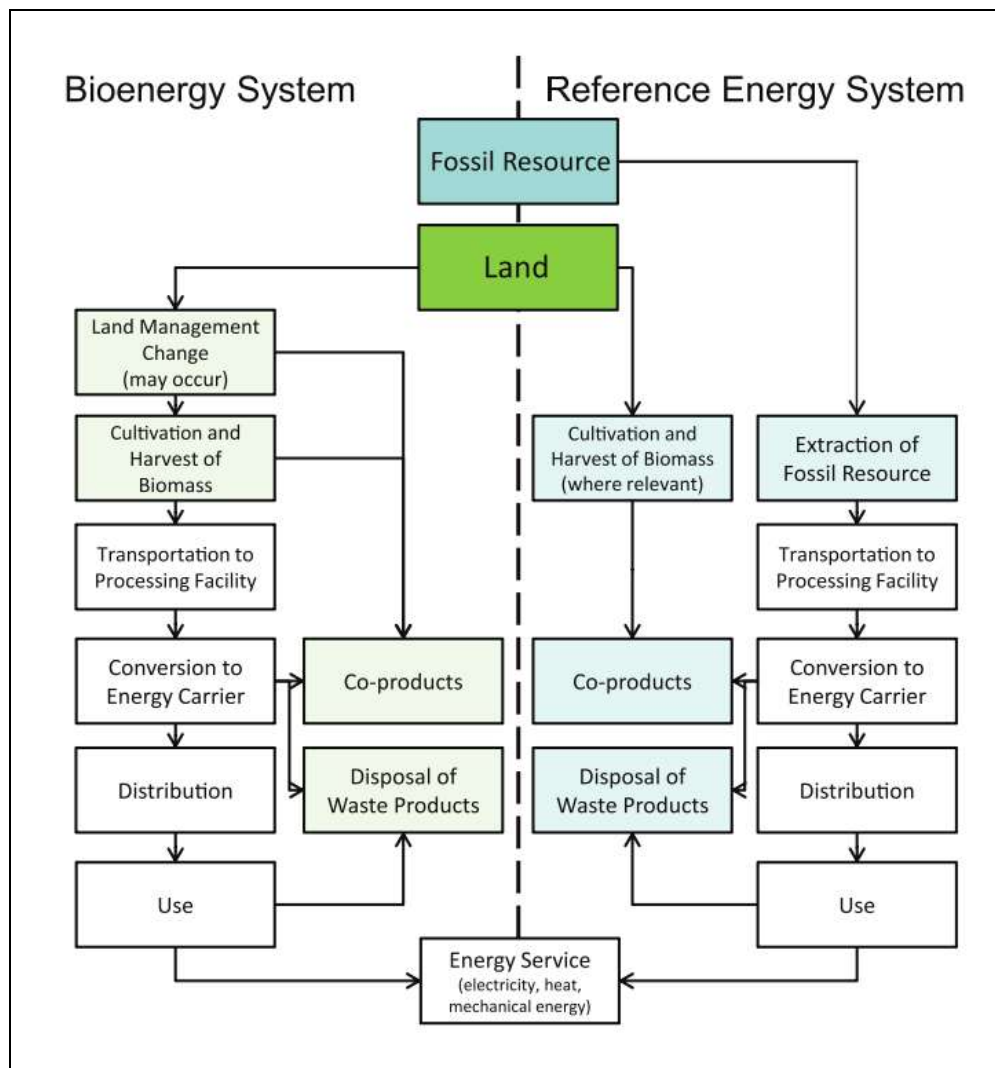 Bioenergy System
Reference Energy System
Fossil Resource
Land
Land Management
Change
(may occur)
Cultivation and
Harvest of
Biomass
Cultivation and
Harvest of Biomass
(where relevant)
Extraction of
Fossil Resource
Transportation to
Processing Facility
Transportation to
Processing Facility
Conversion to
Energy Carrier
Co-products
Co-products
Conversion to
Energy Carrier
Distribution
Disposal of
Waste Products
Disposal of
Waste Products
Distribution
Use
Use
Energy Service
(electricity, heat,
mechanical energy)